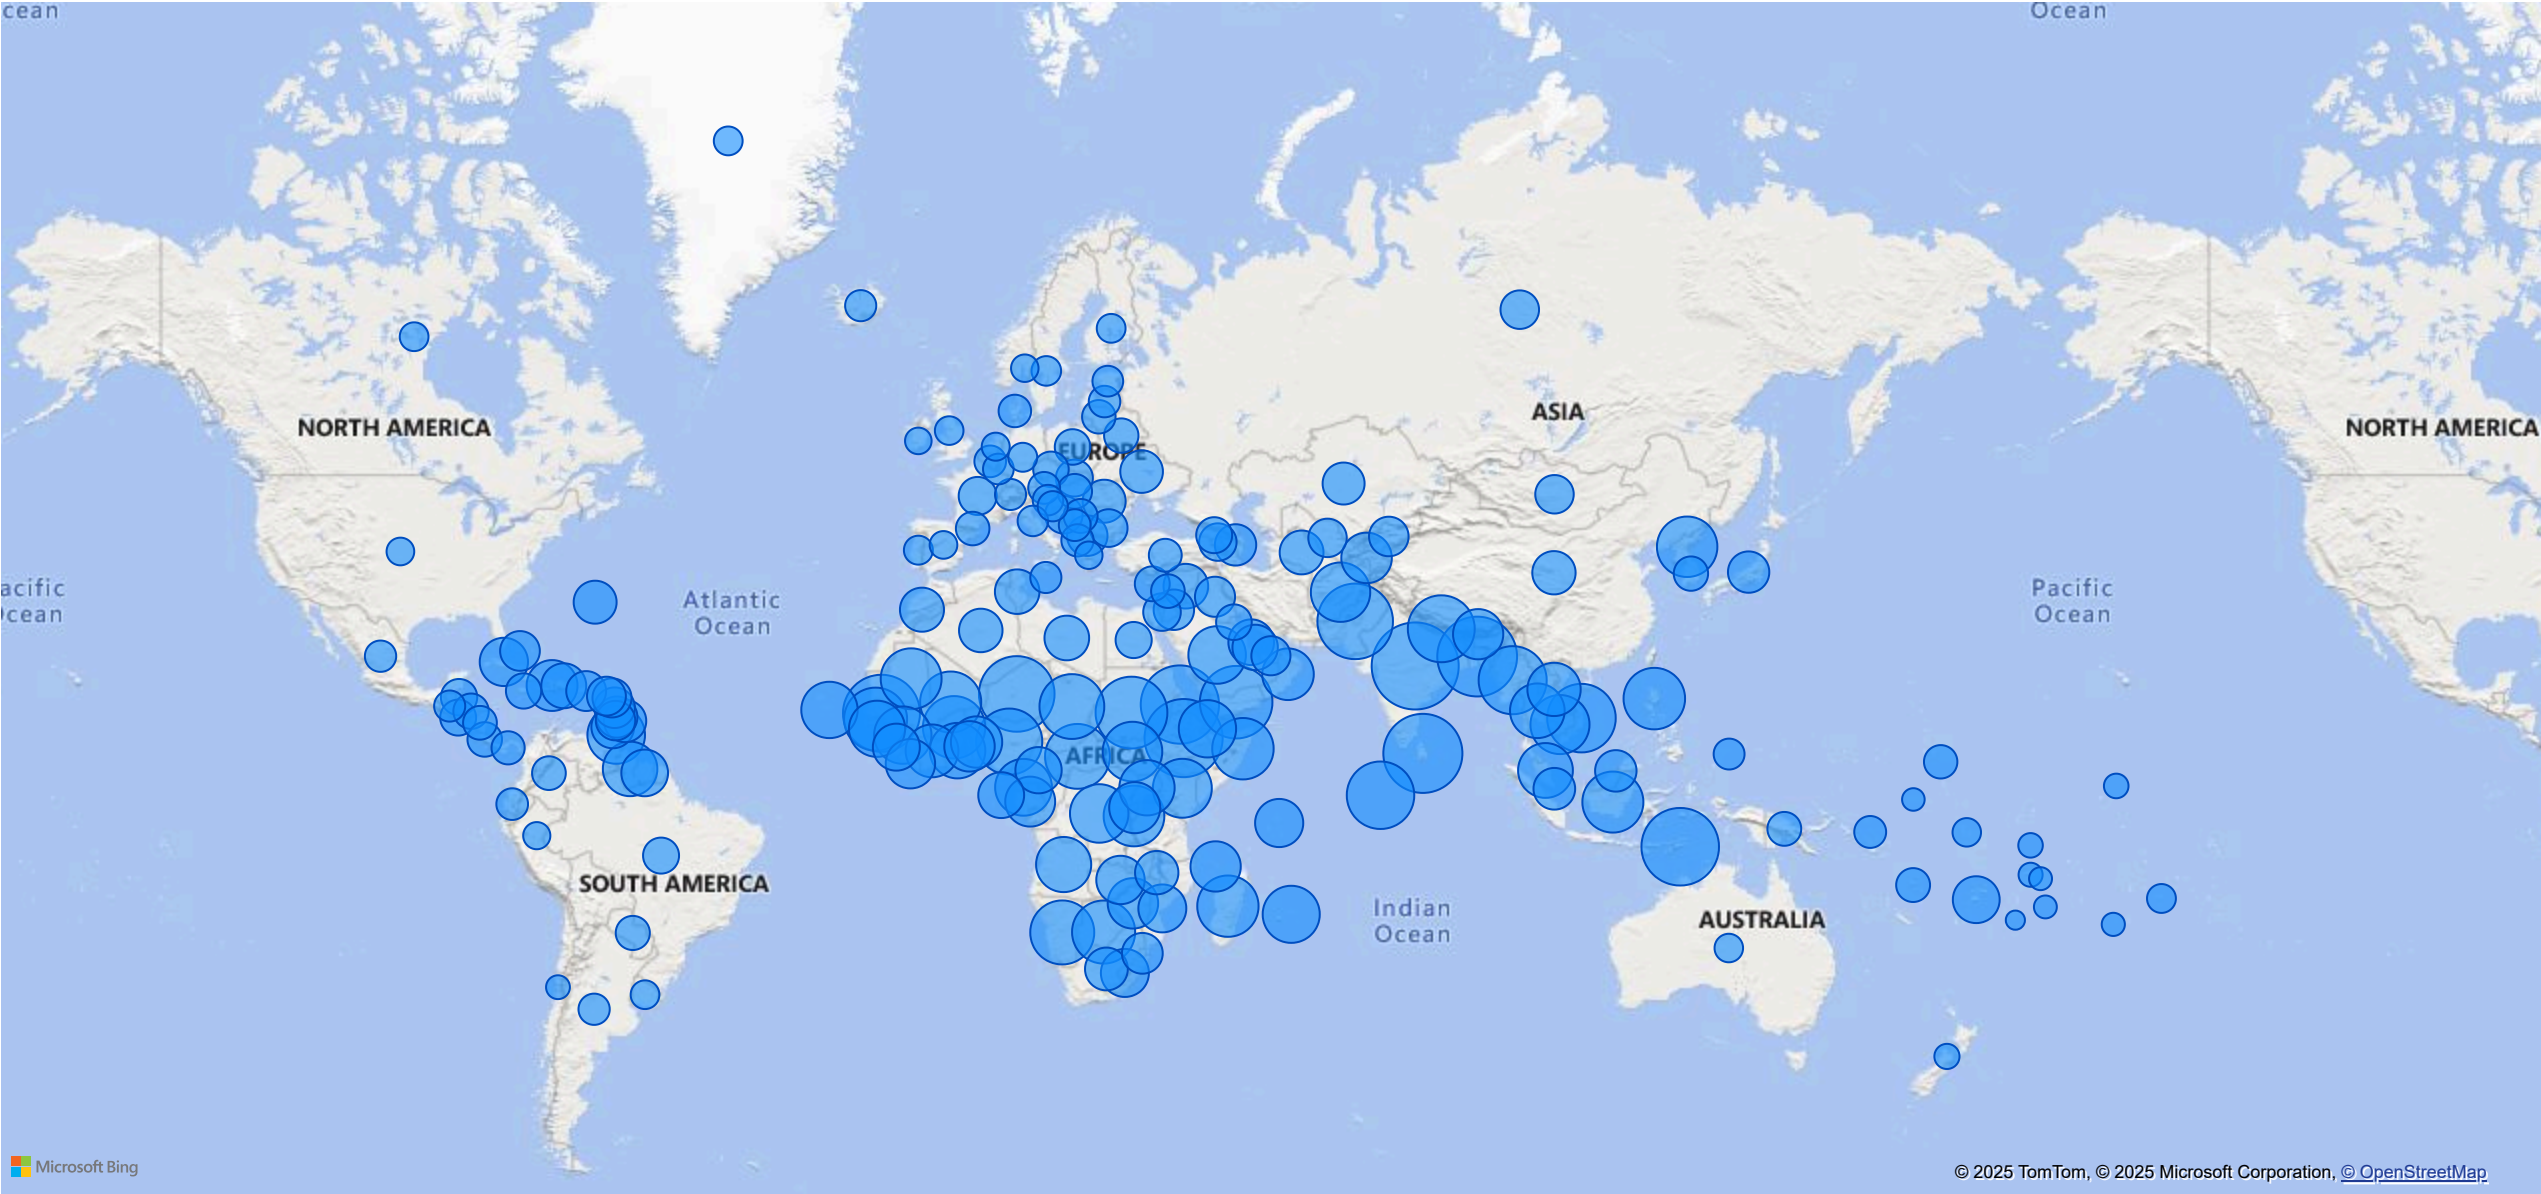 cean
Ocean
NORTH AMERICA
ASIA
NORTH AMERICA
EUROPE
acific
Ocean
Atlantic
Ocean
Pacific
Ocean
AFRICA
SOUTH AMERICA
Indian
Ocean
AUSTRALIA
Microsoft Bing
© 2025 TomTom, © 2025 Microsoft Corporation, © OpenStreetMap